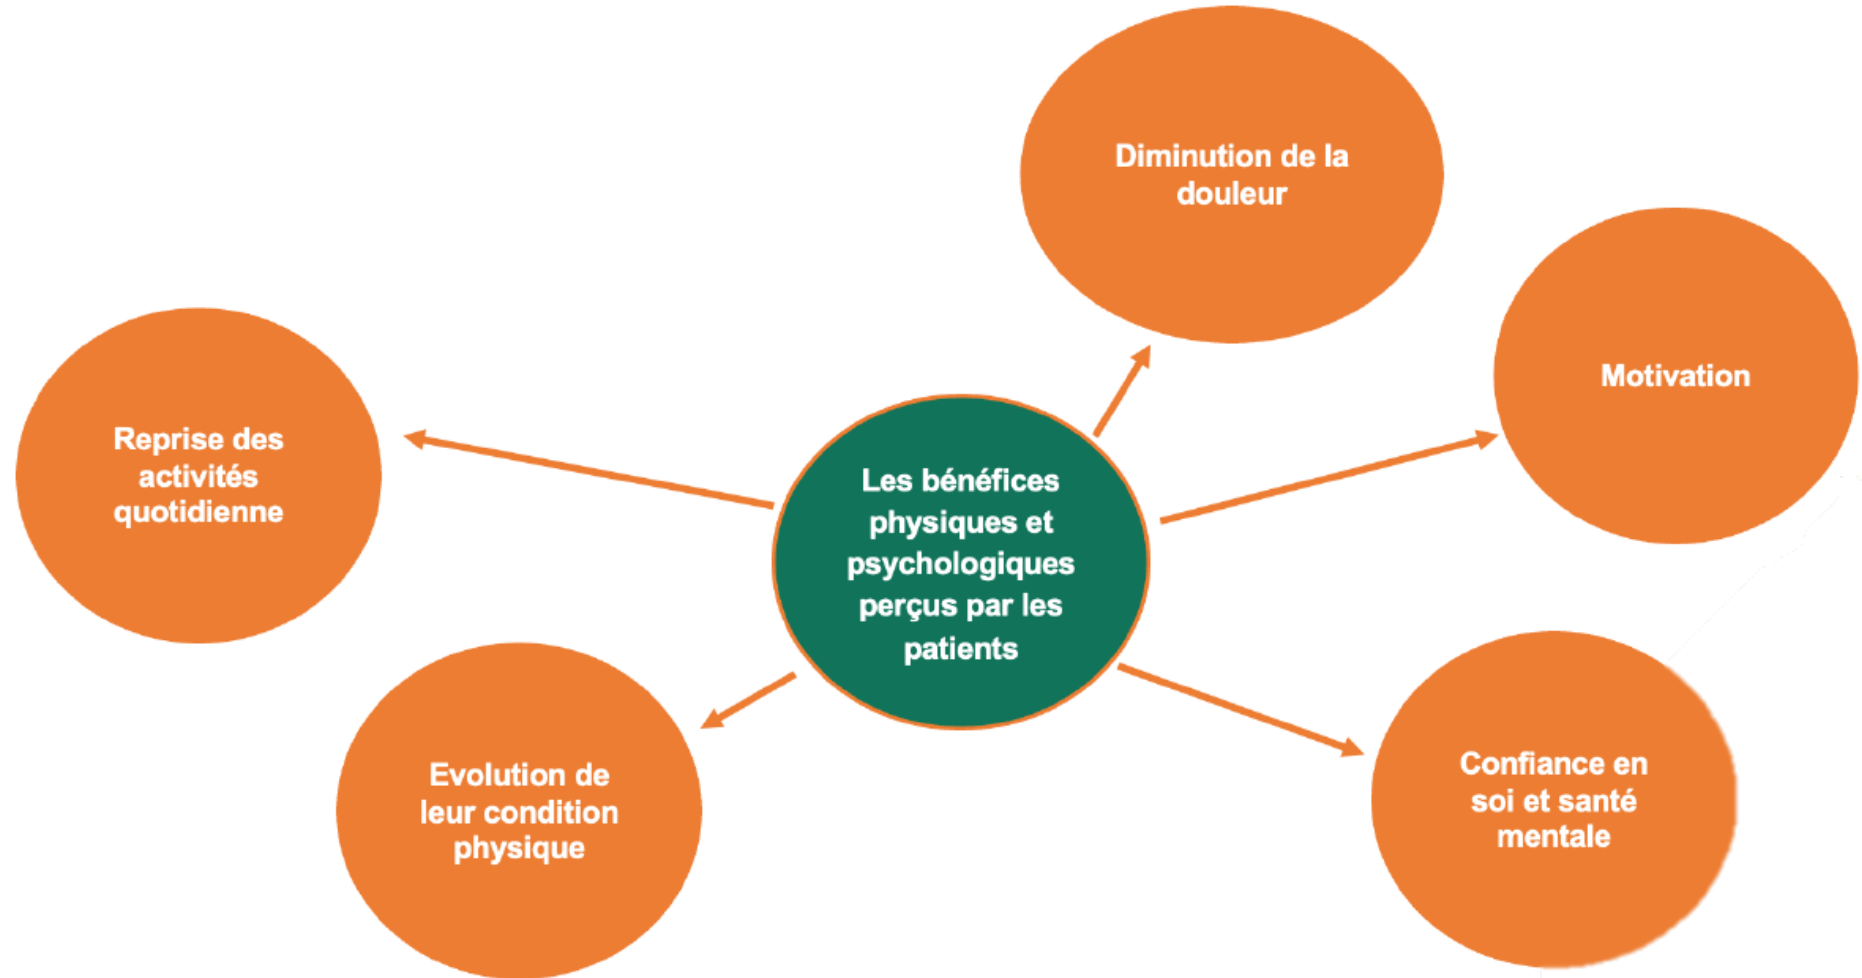 Diminution de la
douleur
Motivation
Reprise des
activités
quotidienne
Les bénéfices
physiques et
psychologiques
perçus par les
patients
Evolution de
leur condition
physique
Confiance en
soi et santé
mentale